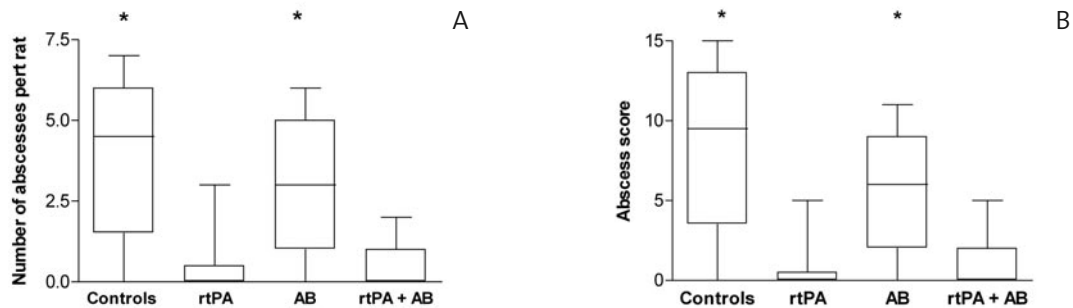 * * A
Number of abscesses pert rat
7.5
5.0
2.5
0.0
Controls rtPA AB rtPA + AB
* * B
Abscess score
15
10
5
0
Controls rtPA AB rtPA + AB